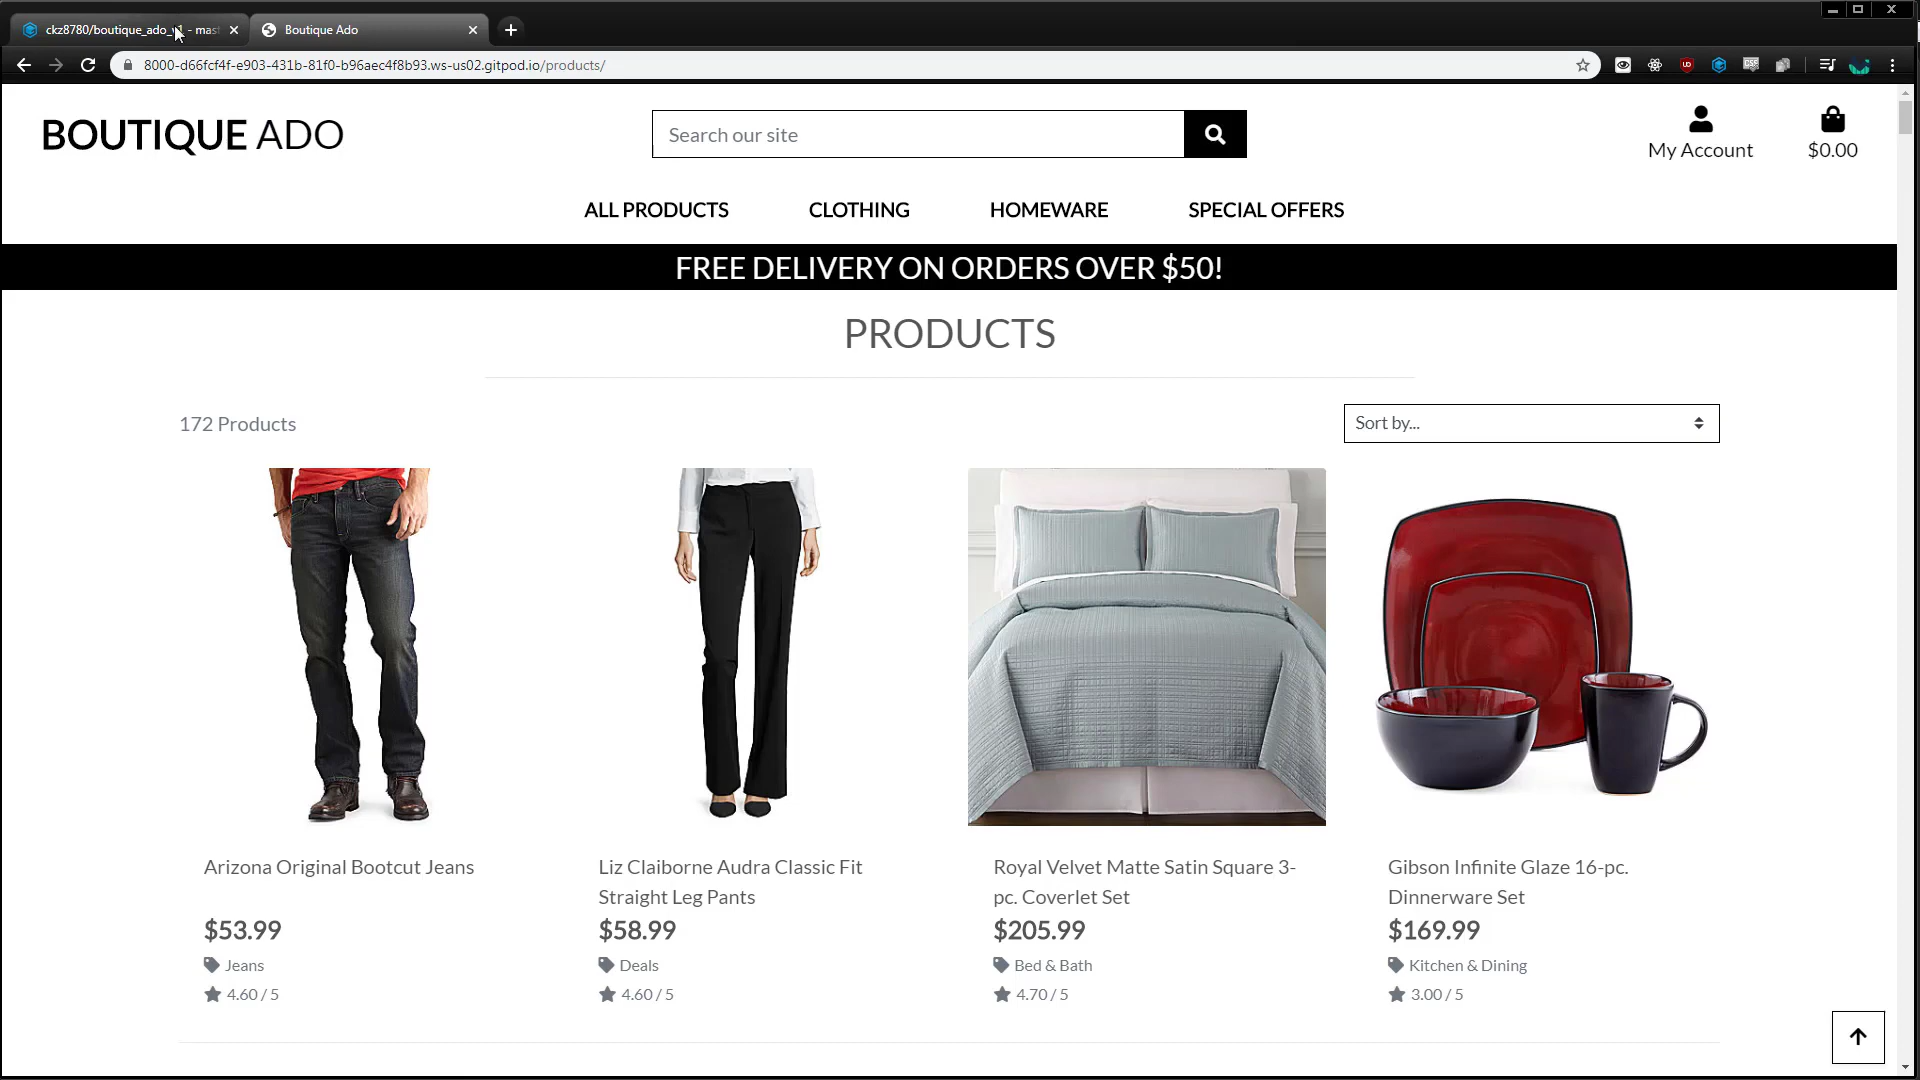 ckz8780/boutique_ado_v1 - mast
Boutique Ado
8000-d66fcf4f-e903-431b-81f0-b96aec4f8b93.ws-us02.gitpod.io/products/
BOUTIQUE ADO
Search our site
My Account
$0.00
ALL PRODUCTS
CLOTHING
HOMEWARE
SPECIAL OFFERS
FREE DELIVERY ON ORDERS OVER $50!
PRODUCTS
172 Products
Sort by...
Arizona Original Bootcut Jeans
$53.99
Jeans
4.60 / 5
Liz Claiborne Audra Classic Fit
Straight Leg Pants
$58.99
Deals
4.60 / 5
Royal Velvet Matte Satin Square 3-
pc. Coverlet Set
$205.99
Bed & Bath
4.70 / 5
Gibson Infinite Glaze 16-pc.
Dinnerware Set
$169.99
Kitchen & Dining
3.00 / 5